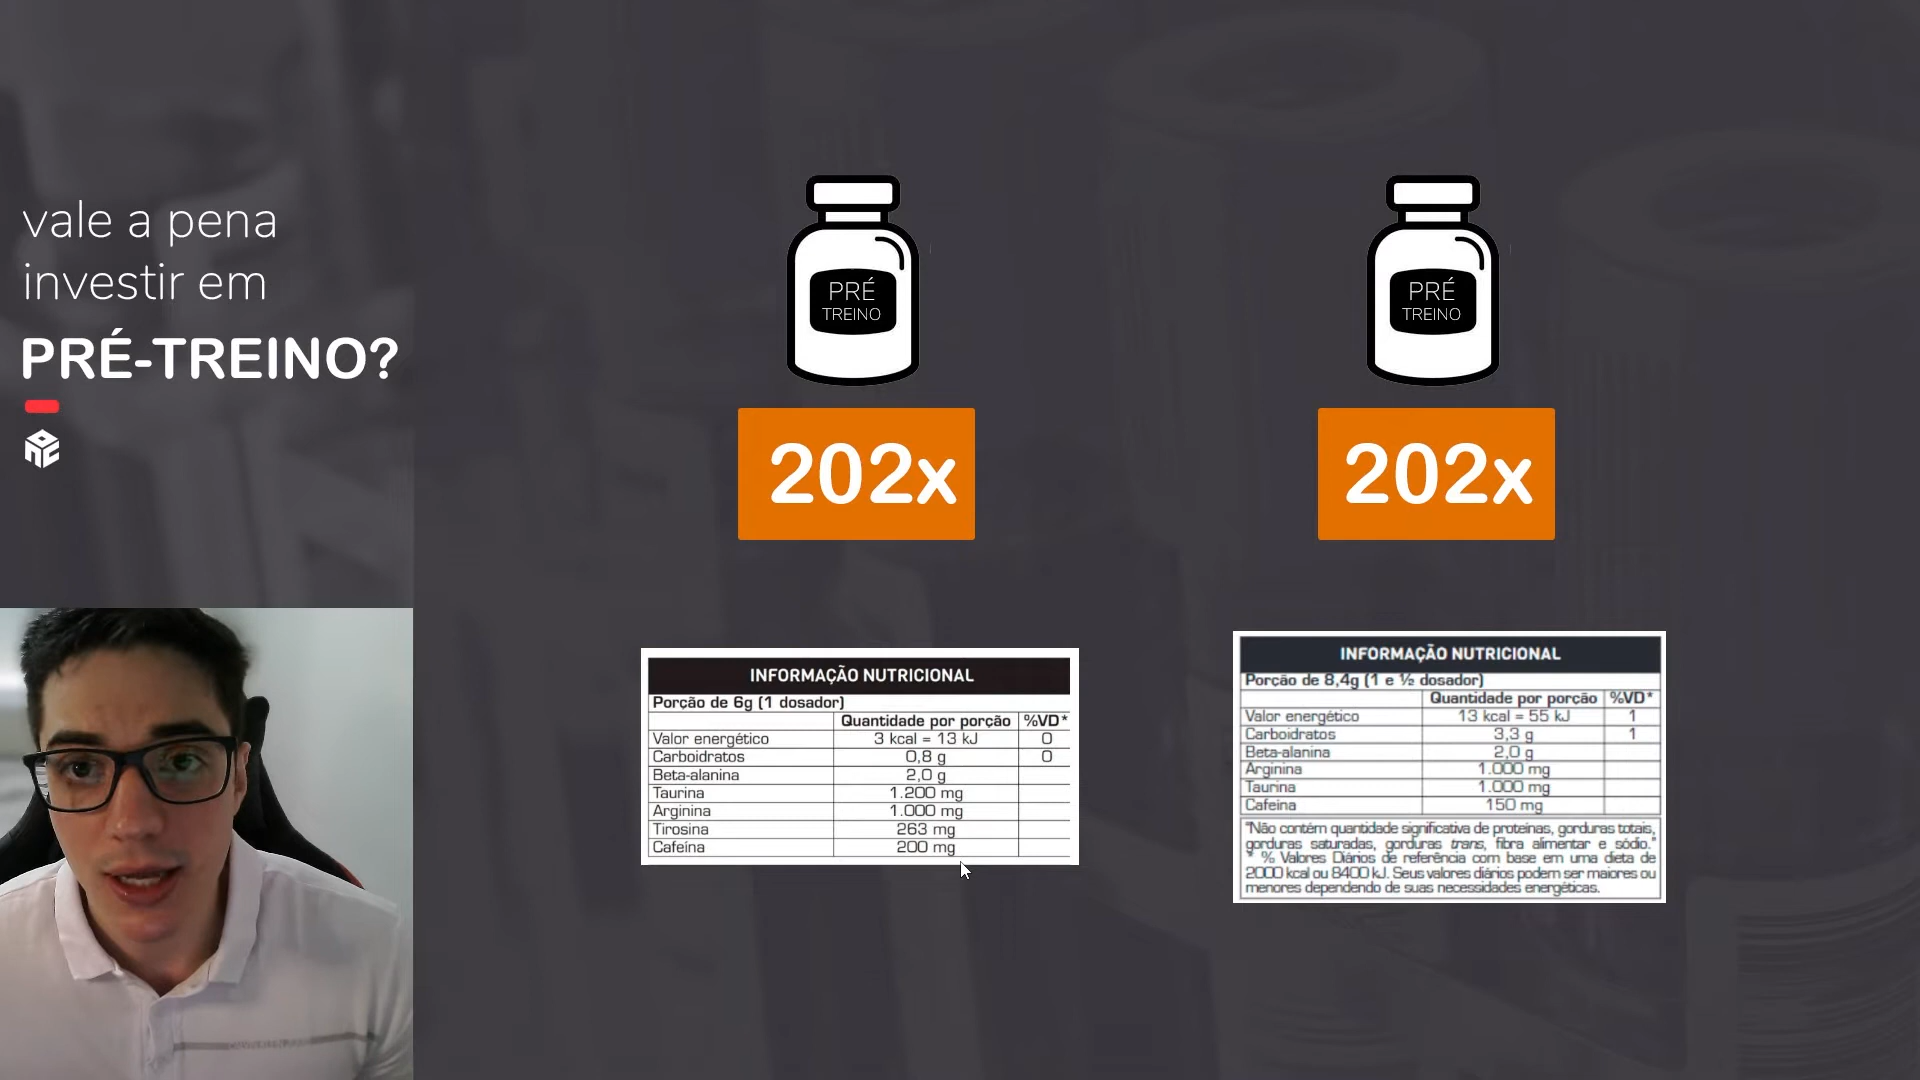 vale a pena
investir em
PRÉ-TREINO?
PRÉ
TREINO
202x
INFORMAÇÃO NUTRICIONAL
Porção de 6g (1 dosador)
Quantidade por porção %VD*
Valor energético 3 kcal = 13 kJ 0
Carboidratos 0,8 g 0
Beta-alanina 2,0 g
Taurina 1.200 mg
Arginina 1.000 mg
Tirosina 263 mg
Cafeína 200 mg
PRÉ
TREINO
202x
INFORMAÇÃO NUTRICIONAL
Porção de 8,4g (1 e ½ dosador)
Quantidade por porção %VD*
Valor energético 13 kcal = 55 kJ 1
Carboidratos 3,3 g 1
Beta-alanina 2,0 g
Arginina 1.000 mg
Taurina 1.000 mg
Cafeína 150 mg
"Não contém quantidade significativa de proteínas, gorduras totais,
gorduras saturadas, gorduras trans, fibra alimentar e sódio."
* % Valores Diários de referência com base em uma dieta de
2000 kcal ou 8400 kJ. Seus valores diários podem ser maiores ou
menores dependendo de suas necessidades energéticas.